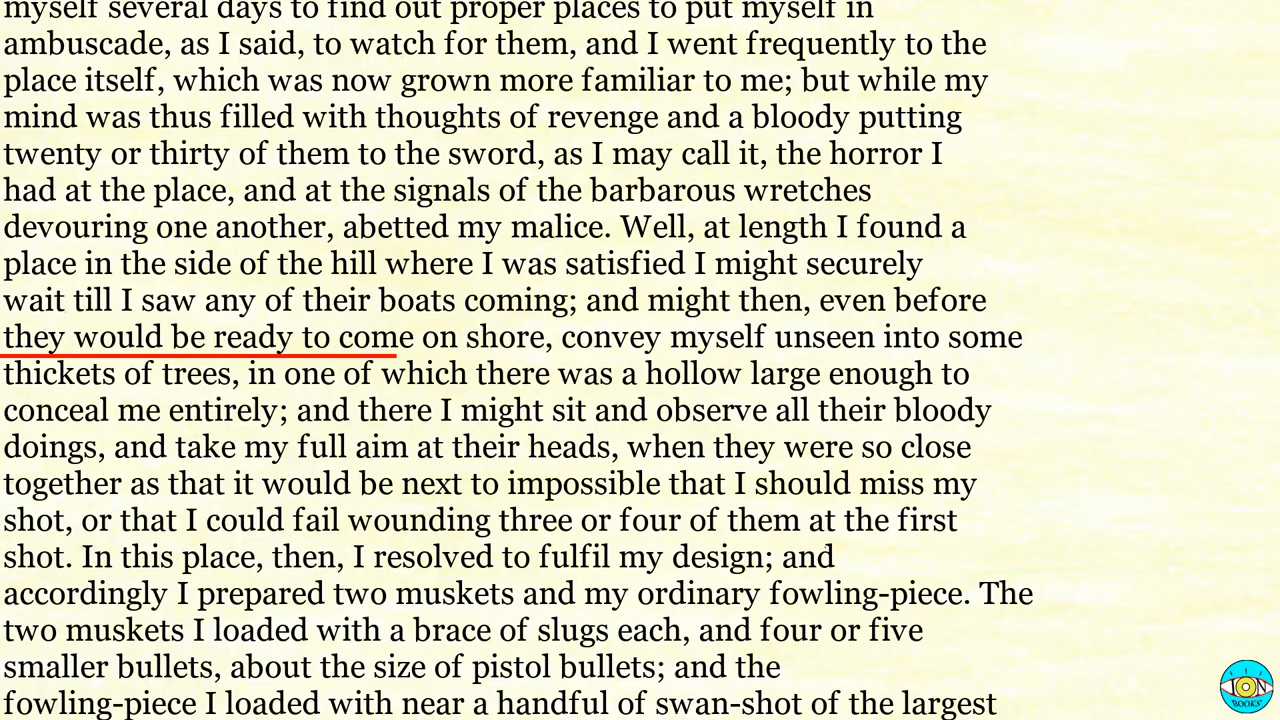 myself several days to find out proper places to put myself in
ambuscade, as I said, to watch for them, and I went frequently to the
place itself, which was now grown more familiar to me; but while my
mind was thus filled with thoughts of revenge and a bloody putting
twenty or thirty of them to the sword, as I may call it, the horror I
had at the place, and at the signals of the barbarous wretches
devouring one another, abetted my malice. Well, at length I found a
place in the side of the hill where I was satisfied I might securely
wait till I saw any of their boats coming; and might then, even before
they would be ready to come on shore, convey myself unseen into some
thickets of trees, in one of which there was a hollow large enough to
conceal me entirely; and there I might sit and observe all their bloody
doings, and take my full aim at their heads, when they were so close
together as that it would be next to impossible that I should miss my
shot, or that I could fail wounding three or four of them at the first
shot. In this place, then, I resolved to fulfil my design; and
accordingly I prepared two muskets and my ordinary fowling-piece. The
two muskets I loaded with a brace of slugs each, and four or five
smaller bullets, about the size of pistol bullets; and the
fowling-piece I loaded with near a handful of swan-shot of the largest
I
ION
BOOKS